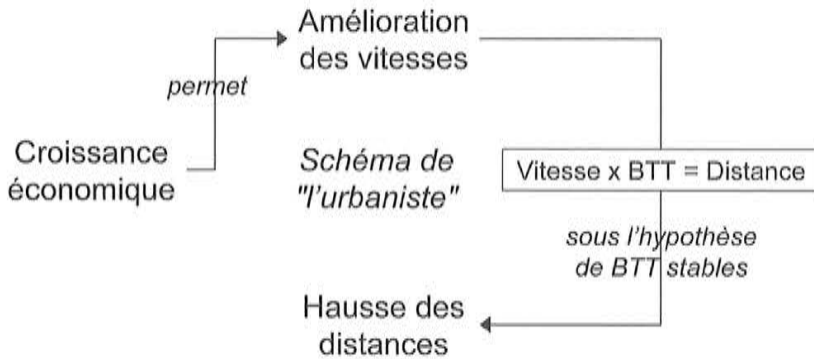 Amélioration
des vitesses
permet
Croissance
économique
Schéma de
"l'urbaniste"
Vitesse x BTT = Distance
sous l'hypothèse
de BTT stables
Hausse des
distances